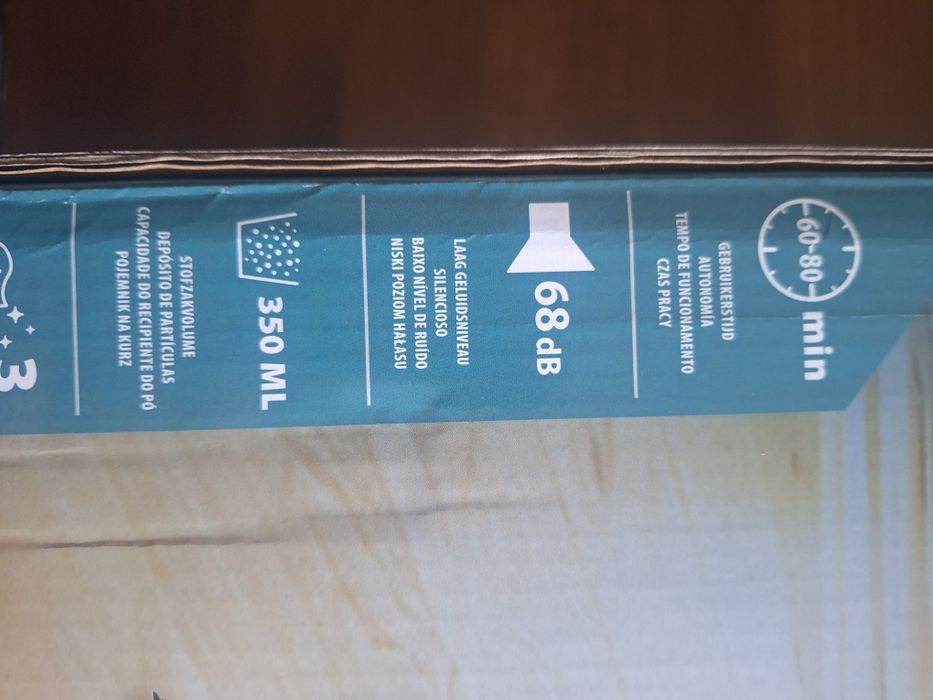 60-80 min
GEBRUIKERSTIJD
AUTONOMÍA
TEMPO DE FUNCIONAMENTO
CZAS PRACY
68 dB
LAAG GELUIDSNIVEAU
SILENCIOSO
BAIXO NÍVEL DE RUÍDO
NISKI POZIOM HAŁASU
350 ML
STOFZAKVOLUME
DEPÓSITO DE PARTÍCULAS
CAPACIDADE DO RECIPIENTE DO PÓ
POJEMNIK NA KURZ
3